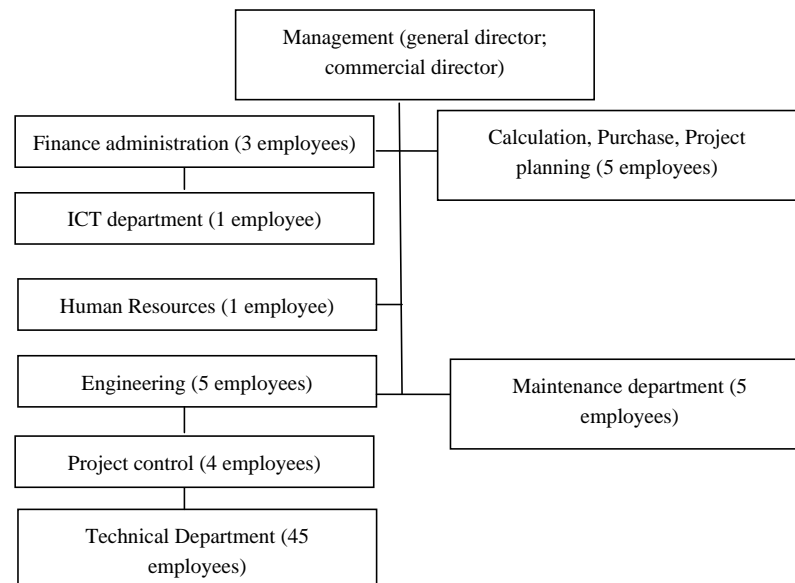 Management (general director;
commercial director)
Finance administration (3 employees)
Calculation, Purchase, Project
planning (5 employees)
ICT department (1 employee)
Human Resources (1 employee)
Engineering (5 employees)
Maintenance department (5
employees)
Project control (4 employees)
Technical Department (45
employees)